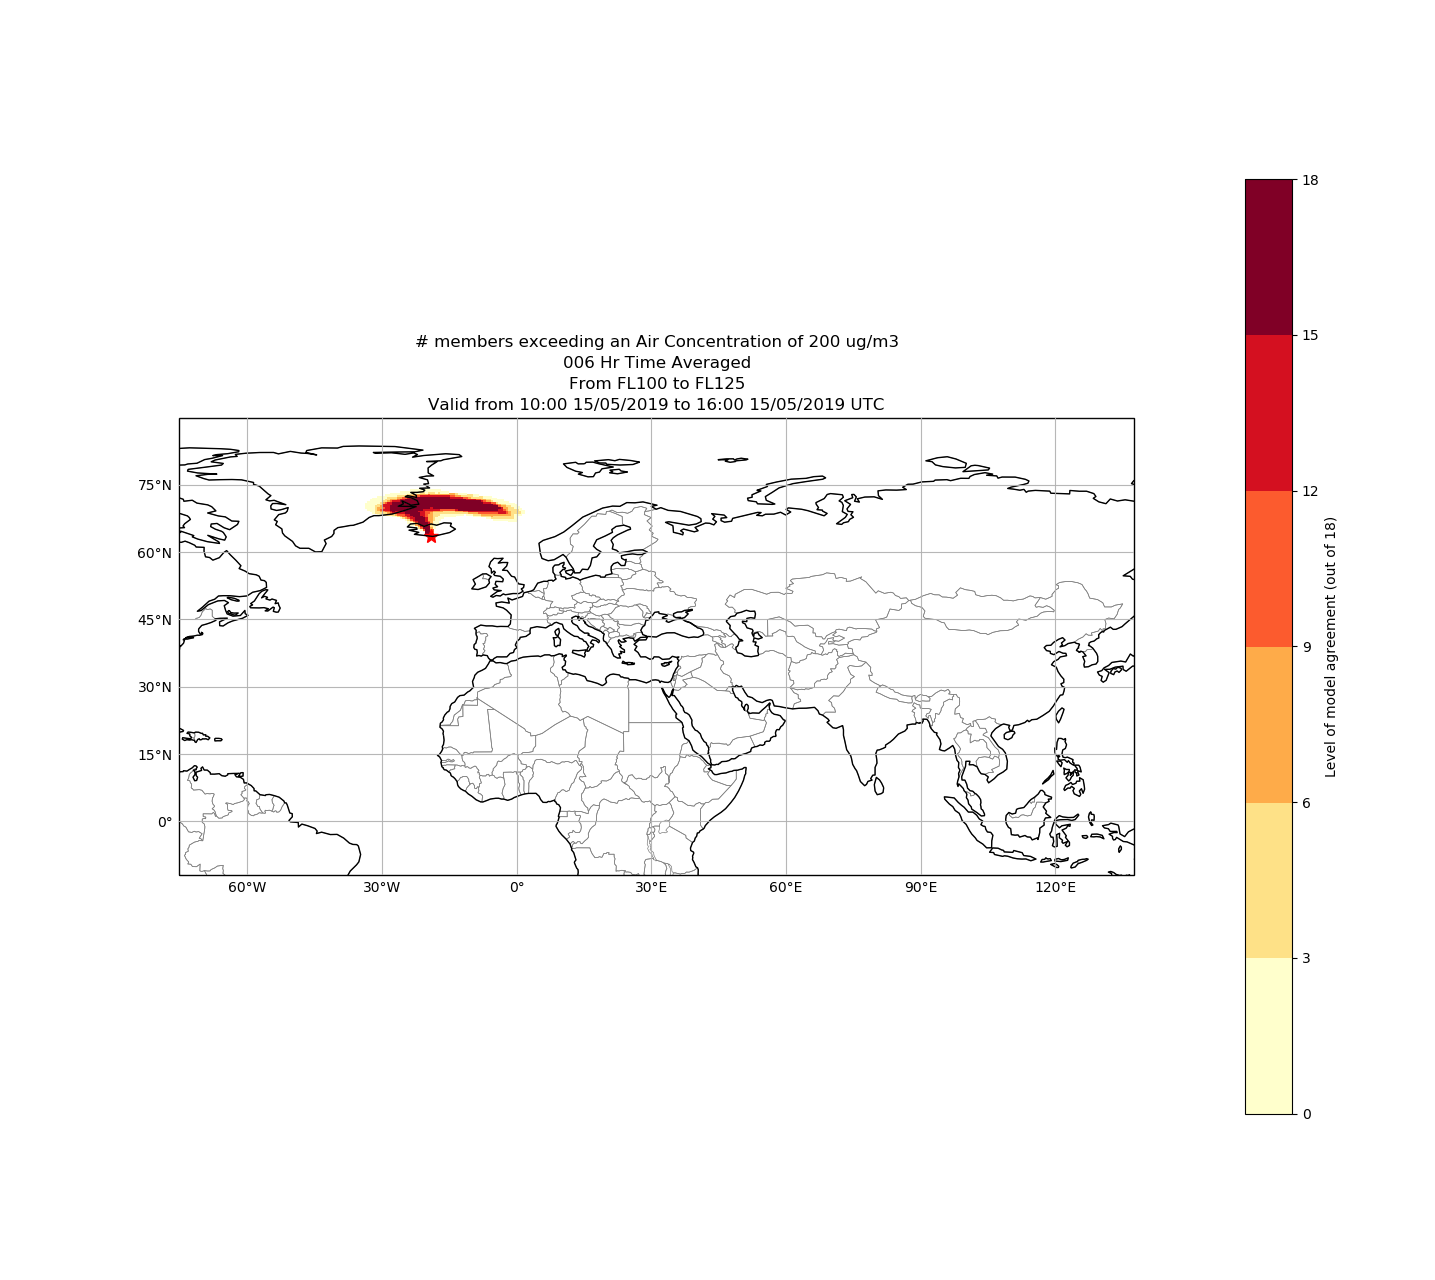 # members exceeding an Air Concentration of 200 ug/m3
006 Hr Time Averaged
From FL100 to FL125
Valid from 10:00 15/05/2019 to 16:00 15/05/2019 UTC
75°N
60°N
45°N
30°N
15°N
0°
60°W
30°W
0°
30°E
60°E
90°E
120°E
18
15
12
9
6
3
0
Level of model agreement (out of 18)